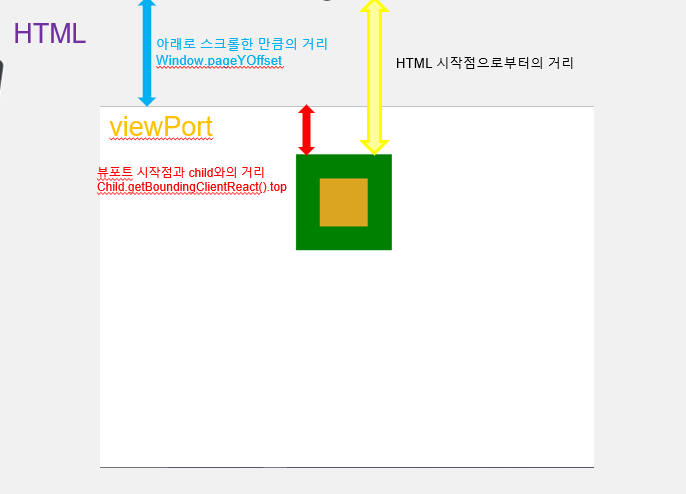 HTML
아래로 스크롤한 만큼의 거리
Window.pageYOffset
HTML 시작점으로부터의 거리
viewPort
뷰포트 시작점과 child와의 거리
Child.getBoundingClientReact().top